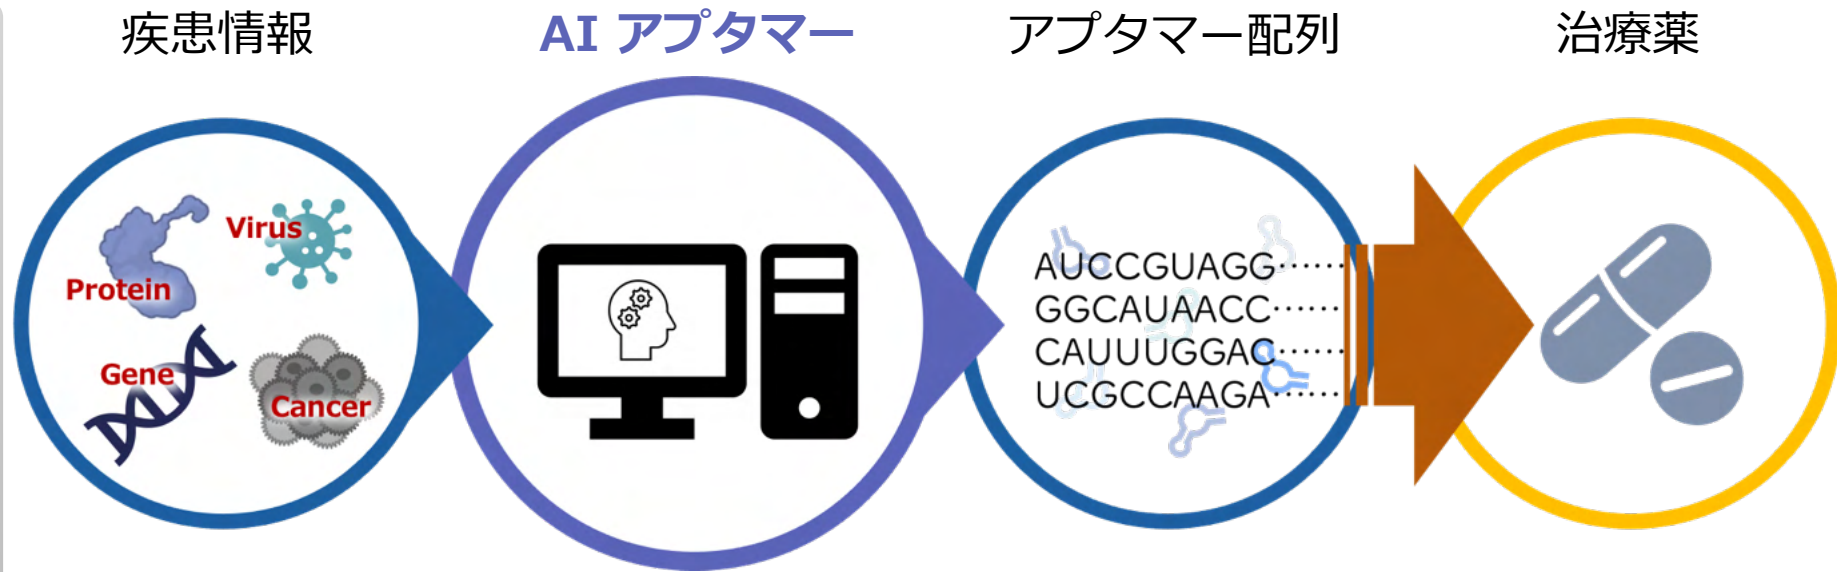 疾患情報
AI アプタマー
アプタマー配列
治療薬
Virus
Protein
Gene
Cancer
AUCCGUAGG……
GGCAUAACC……
CAUUUGGAC……
UCGCCAAGA……